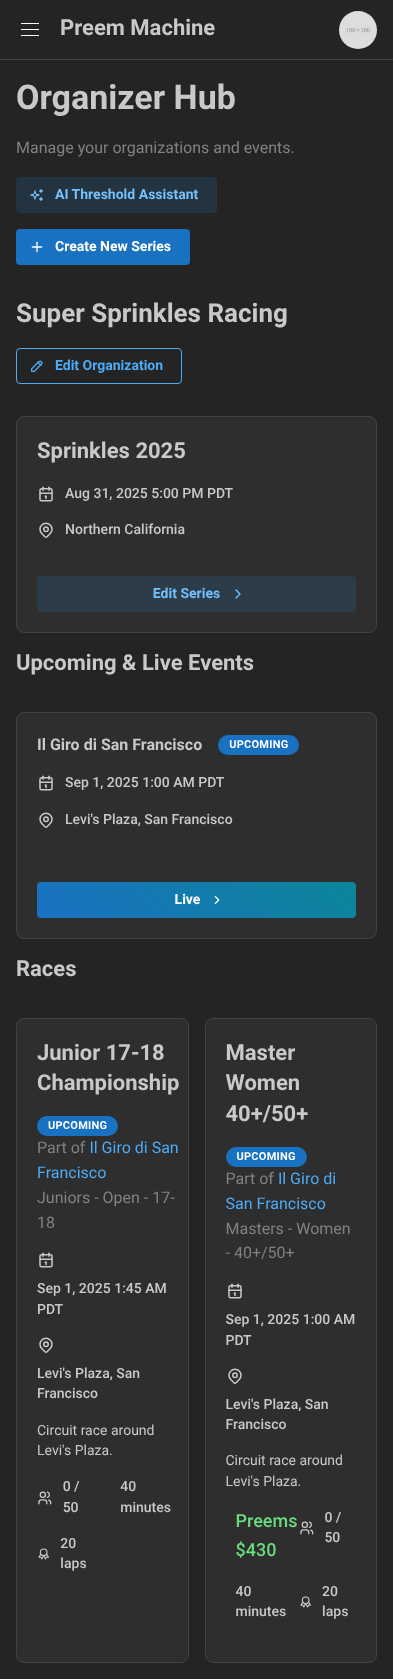 Preem Machine
100 × 100
Organizer Hub
Manage your organizations and events.
AI Threshold Assistant
Create New Series
Super Sprinkles Racing
Edit Organization
Sprinkles 2025
Aug 31, 2025 5:00 PM PDT
Northern California
Edit Series
Upcoming & Live Events
Il Giro di San Francisco UPCOMING
Sep 1, 2025 1:00 AM PDT
Levi's Plaza, San Francisco
Live
Races
Junior 17-18
Championship
UPCOMING
Part of Il Giro di San
Francisco
Juniors - Open - 17-
18
Sep 1, 2025 1:45 AM
PDT
Levi's Plaza, San
Francisco
Circuit race around
Levi's Plaza.
0 /
50
40
minutes
20
laps
Master
Women
40+/50+
UPCOMING
Part of Il Giro di
San Francisco
Masters - Women
- 40+/50+
Sep 1, 2025 1:00 AM
PDT
Levi's Plaza, San
Francisco
Circuit race around
Levi's Plaza.
Preems
$430
0 /
50
40
minutes
20
laps